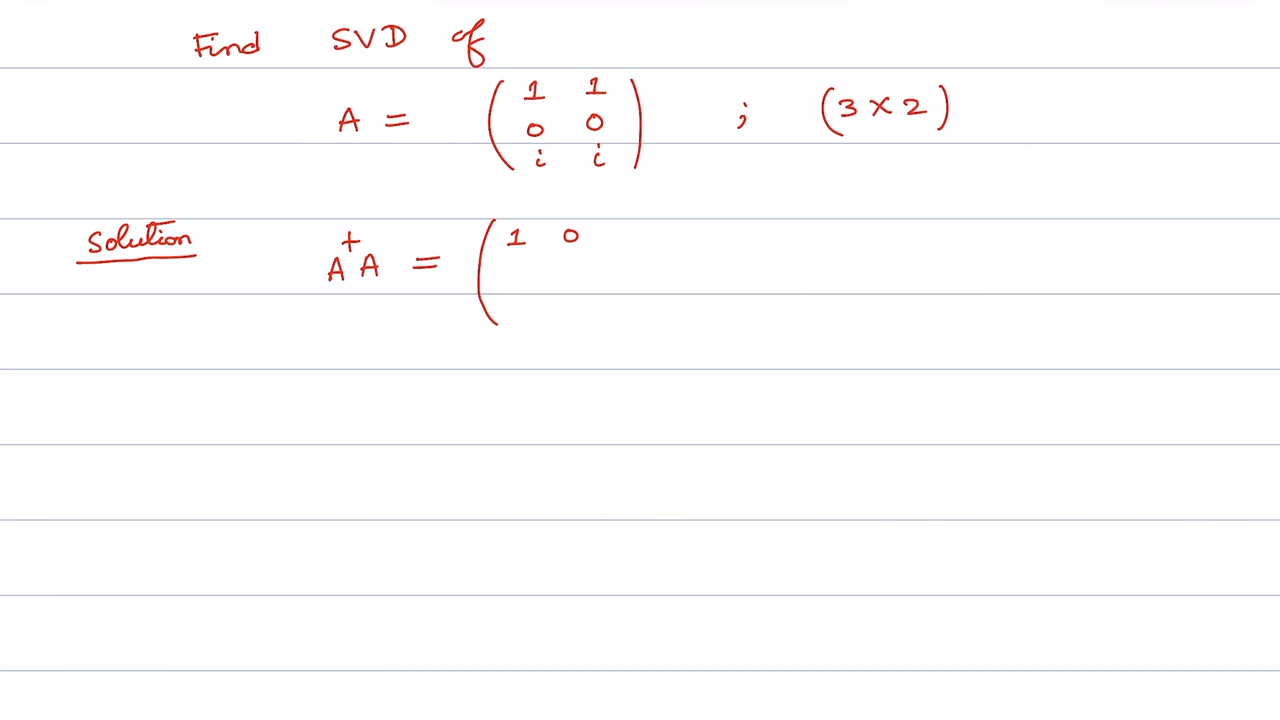 Find SVD of
A = ( 1 1
0 0
i i ) ; (3 × 2)
Solution A†A = ( 1 0